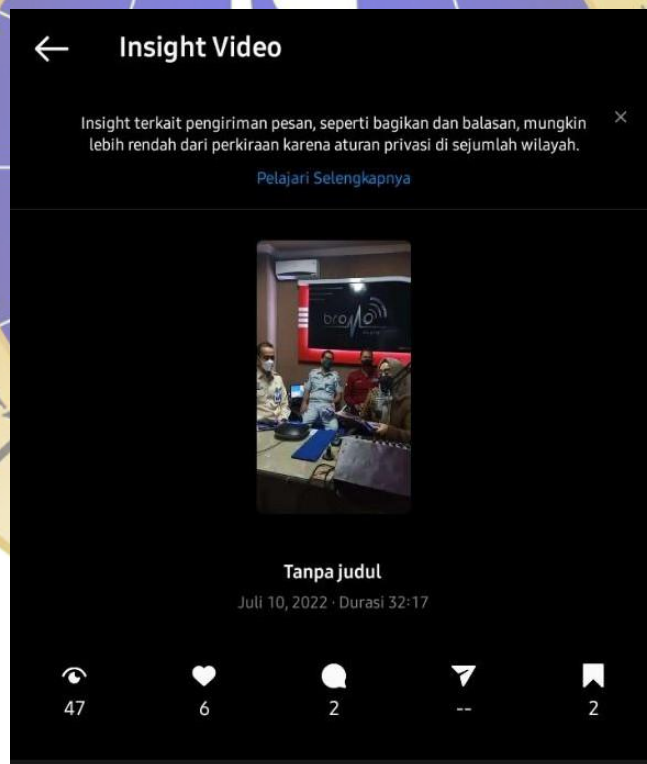 Insight Video
Insight terkait pengiriman pesan, seperti bagikan dan balasan, mungkin
lebih rendah dari perkiraan karena aturan privasi di sejumlah wilayah.
Pelajari Selengkapnya
bromo
Tanpa judul
Juli 10, 2022 · Durasi 32:17
47 6 2 -- 2